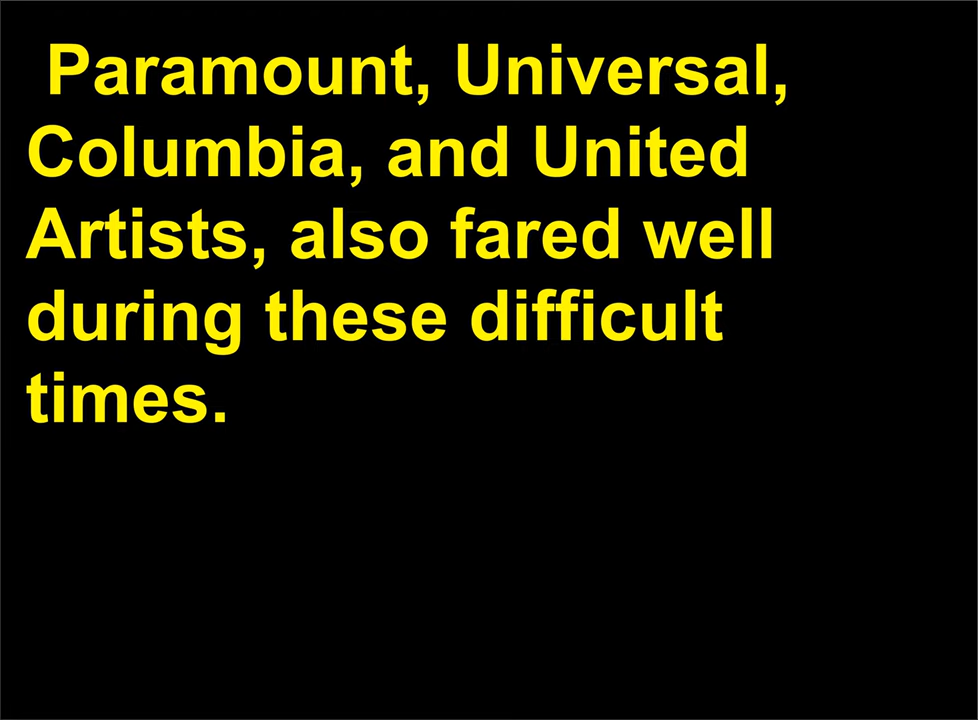 Paramount, Universal,
Columbia, and United
Artists, also fared well
during these difficult
times.